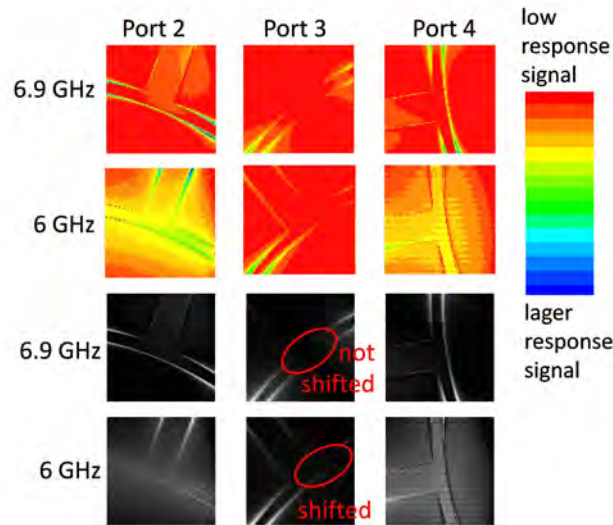 Port 2 Port 3 Port 4
low
response
signal
6.9 GHz
6 GHz
6.9 GHz
not
shifted
6 GHz
shifted
lager
response
signal